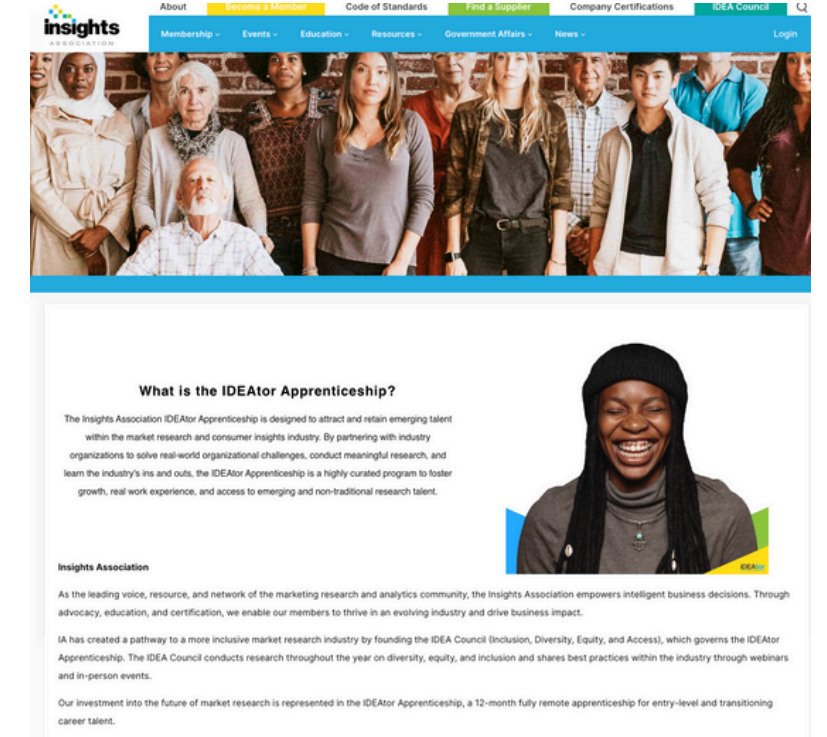 About Become a Member Code of Standards Find a Supplier Company Certifications IDEA Council
insights
ASSOCIATION
Membership Events Education Resources Government Affairs News Login
What is the IDEAtor Apprenticeship?
The Insights Association IDEAtor Apprenticeship is designed to attract and retain emerging talent
within the market research and consumer insights industry. By partnering with industry
organizations to solve real-world organizational challenges, conduct meaningful research, and
learn the industry's ins and outs, the IDEAtor Apprenticeship is a highly curated program to foster
growth, real work experience, and access to emerging and non-traditional research talent.
IDEAtor
Insights Association
As the leading voice, resource, and network of the marketing research and analytics community, the Insights Association empowers intelligent business decisions. Through
advocacy, education, and certification, we enable our members to thrive in an evolving industry and drive business impact.
IA has created a pathway to a more inclusive market research industry by founding the IDEA Council (Inclusion, Diversity, Equity, and Access), which governs the IDEAtor
Apprenticeship. The IDEA Council conducts research throughout the year on diversity, equity, and inclusion and shares best practices within the industry through webinars
and in-person events.
Our investment into the future of market research is represented in the IDEAtor Apprenticeship, a 12-month fully remote apprenticeship for entry-level and transitioning
career talent.